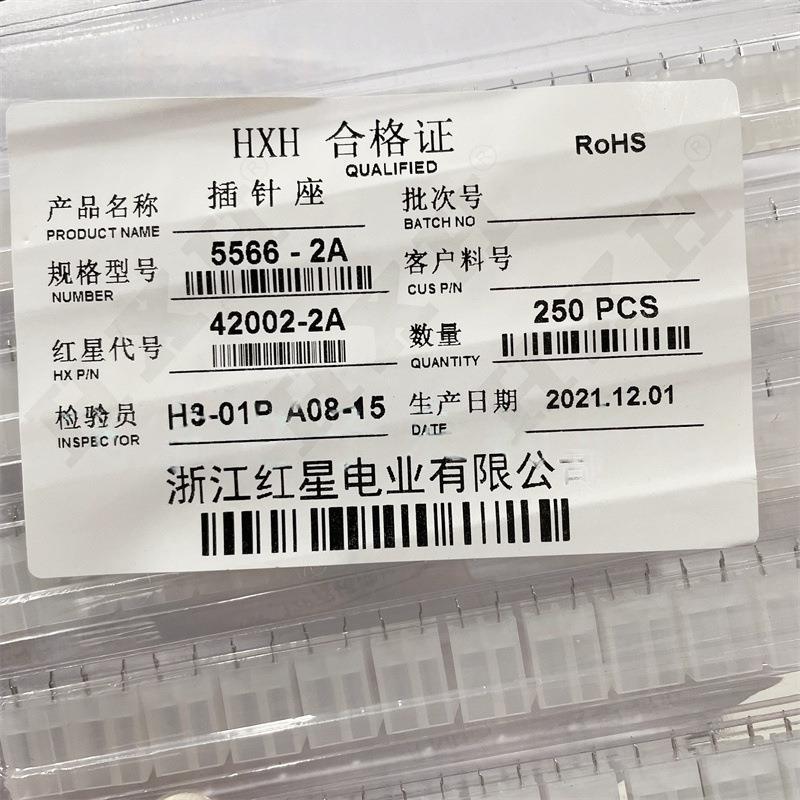 HXH 合格证
QUALIFIED
RoHS
产品名称 插针座
PRODUCT NAME
批次号
BATCH NO
规格型号 5566 - 2A
NUMBER
客户料号
CUS P/N
红星代号 42002-2A
HX P/N
数量 250 PCS
QUANTITY
检验员 A08-15
INSPECTOR
生产日期 2021.12.01
DATE
浙江红星电业有限公司